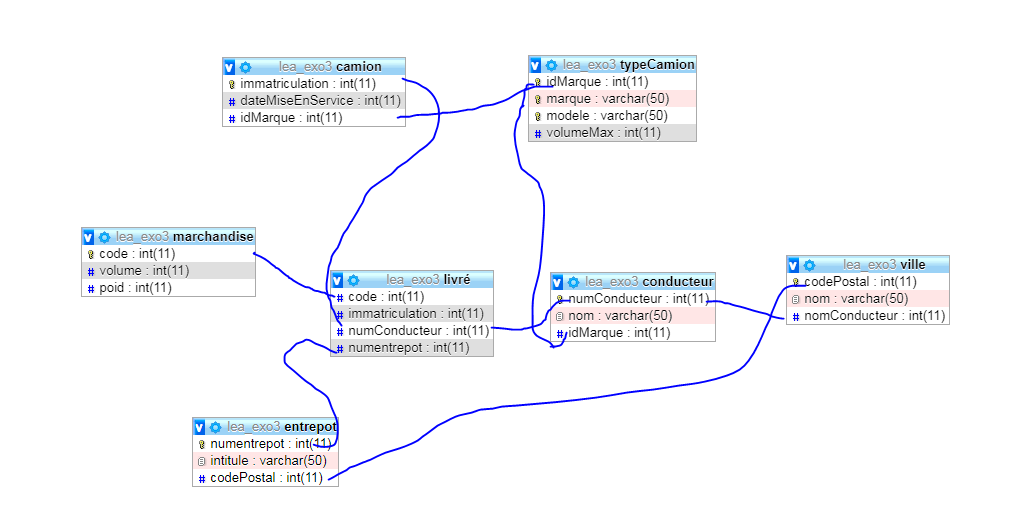 lea_exo3 camion
immatriculation : int(11)
# dateMiseEnService : int(11)
# idMarque : int(11)
lea_exo3 typeCamion
idMarque : int(11)
marque : varchar(50)
modele : varchar(50)
# volumeMax : int(11)
lea_exo3 marchandise
code : int(11)
# volume : int(11)
# poid : int(11)
lea_exo3 livré
# code : int(11)
# immatriculation : int(11)
# numConducteur : int(11)
# numentrepot : int(11)
lea_exo3 conducteur
numConducteur : int(11)
nom : varchar(50)
# idMarque : int(11)
lea_exo3 ville
codePostal : int(11)
nom : varchar(50)
# nomConducteur : int(11)
lea_exo3 entrepot
numentrepot : int(11)
intitule : varchar(50)
# codePostal : int(11)